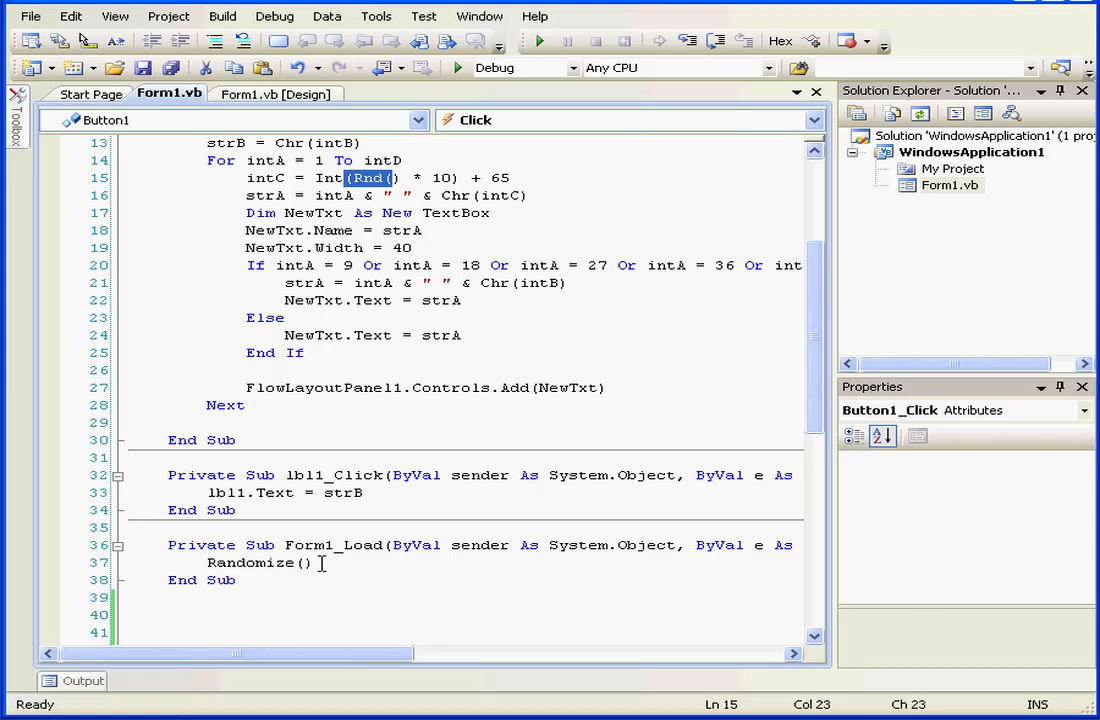 File Edit View Project Build Debug Data Tools Test Window Help
Hex
Debug Any CPU
Start Page Form1.vb Form1.vb [Design]
Toolbox
Button1 Click
13 strB = Chr(intB)
14 For intA = 1 To intD
15 intC = Int(Rnd() * 10) + 65
16 strA = intA & " " & Chr(intC)
17 Dim NewTxt As New TextBox
18 NewTxt.Name = strA
19 NewTxt.Width = 40
20 If intA = 9 Or intA = 18 Or intA = 27 Or intA = 36 Or int
21 strA = intA & " " & Chr(intB)
22 NewTxt.Text = strA
23 Else
24 NewTxt.Text = strA
25 End If
26
27 FlowLayoutPanel1.Controls.Add(NewTxt)
28 Next
29
30 End Sub
31
32 Private Sub lbl1_Click(ByVal sender As System.Object, ByVal e As
33 lbl1.Text = strB
34 End Sub
35
36 Private Sub Form1_Load(ByVal sender As System.Object, ByVal e As
37 Randomize()
38 End Sub
39
40
41
Output
Solution Explorer - Solution '...
Solution 'WindowsApplication1' (1 proj
WindowsApplication1
My Project
Form1.vb
Properties
Button1_Click Attributes
Ready Ln 15 Col 23 Ch 23 INS